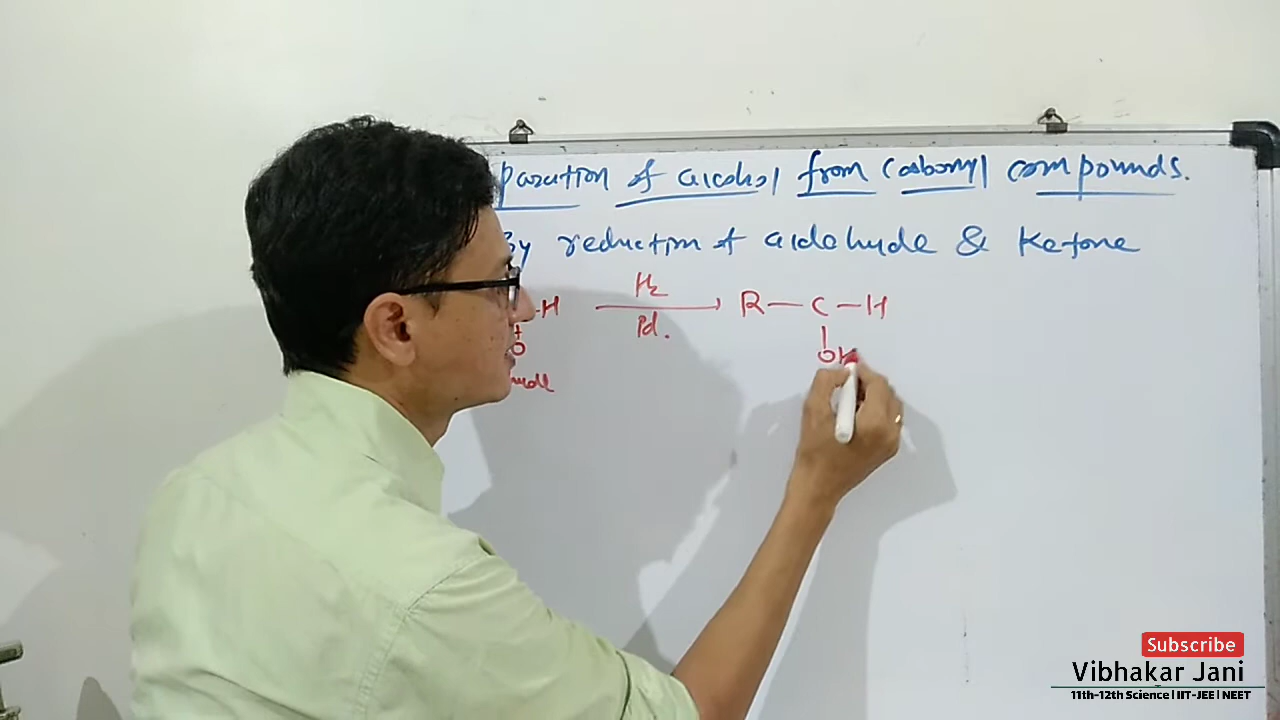 paration of alcohol from Carbonyl compounds.
By reduction of aldehyde & Ketone
H2
-H R—C—H
Pd.
O OH
Subscribe
Vibhakar Jani
11th-12th Science | IIT-JEE | NEET